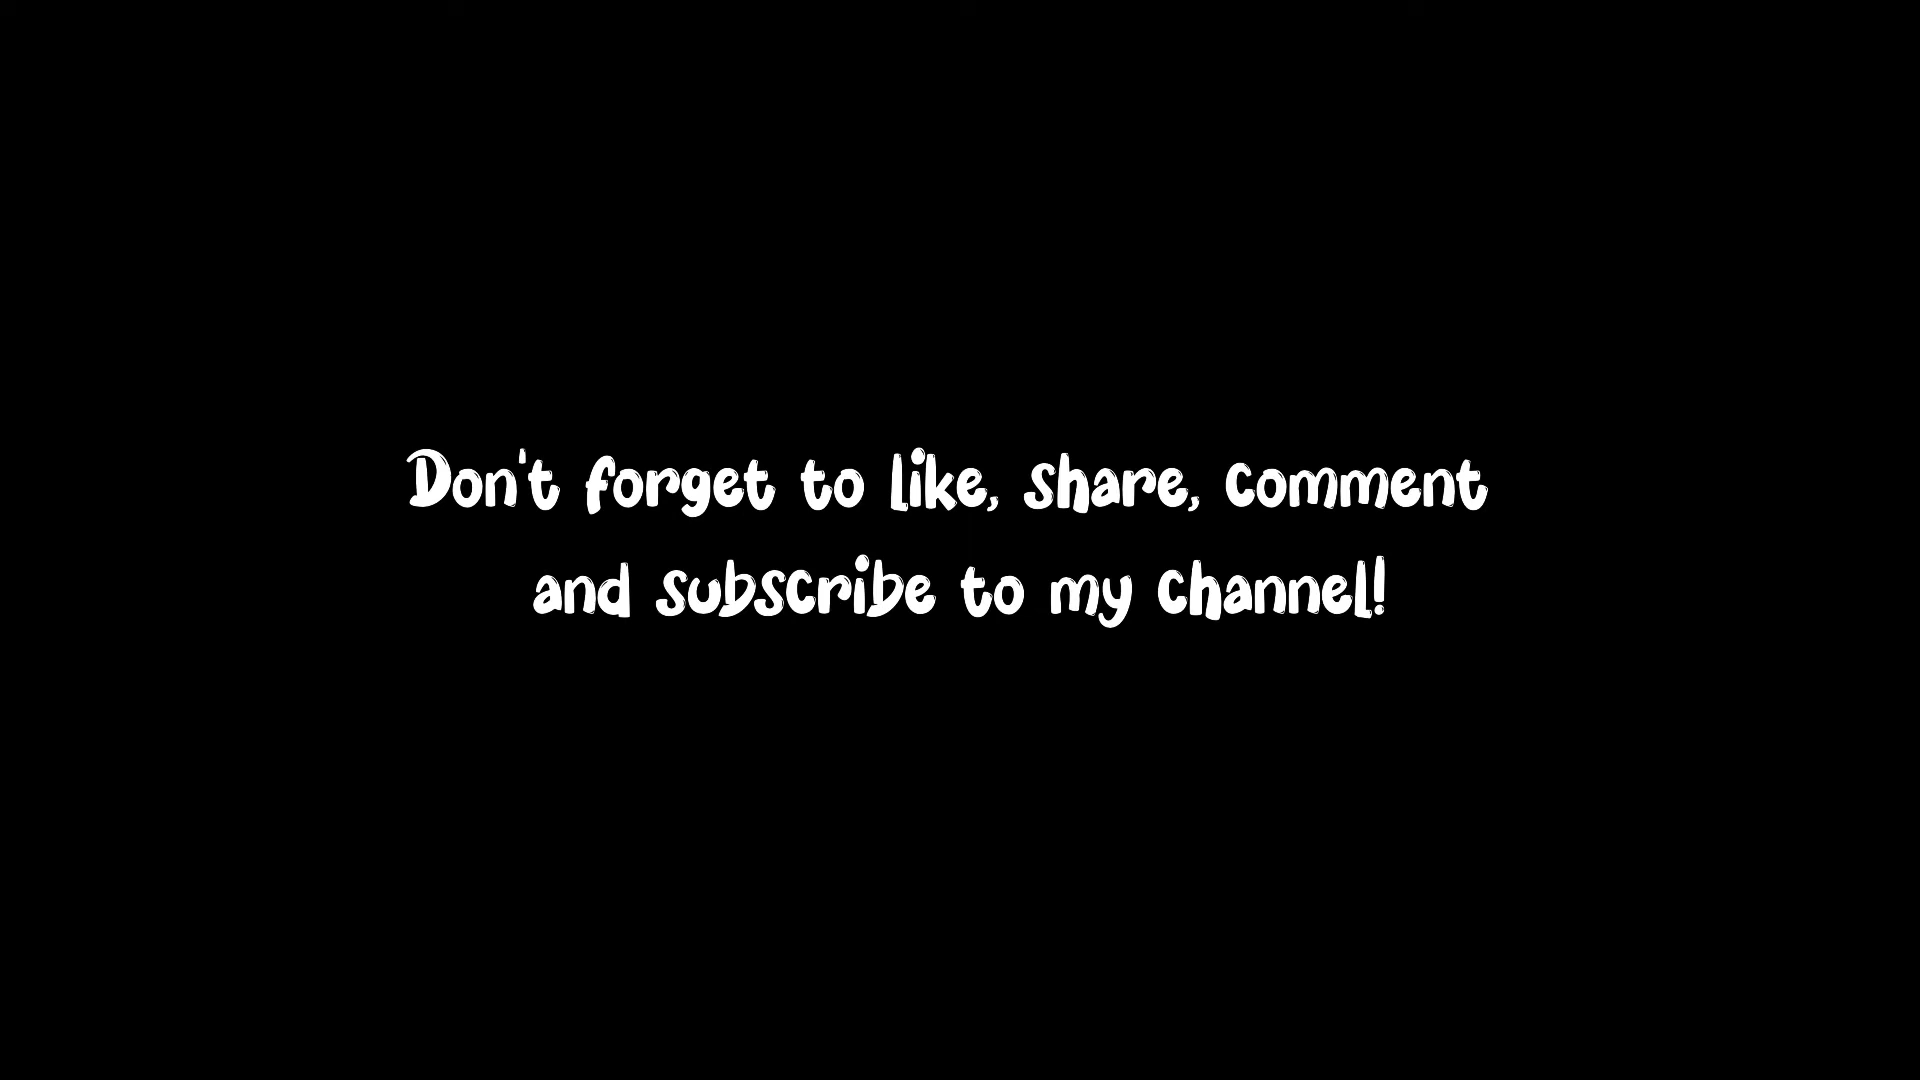 Don't forget to like, share, comment
and subscribe to my channel!